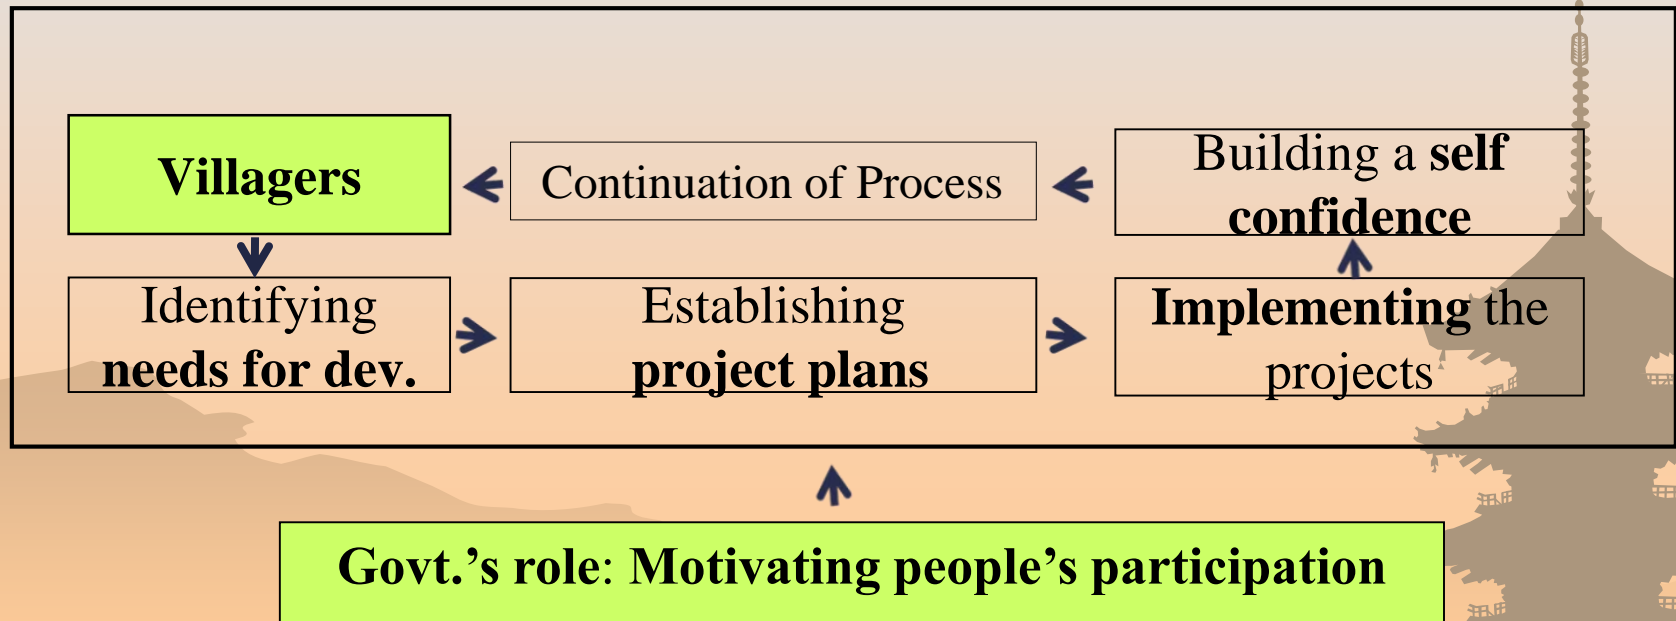 Villagers
Continuation of Process
Building a self
confidence
Identifying
needs for dev.
Establishing
project plans
Implementing the
projects
Govt.’s role: Motivating people’s participation